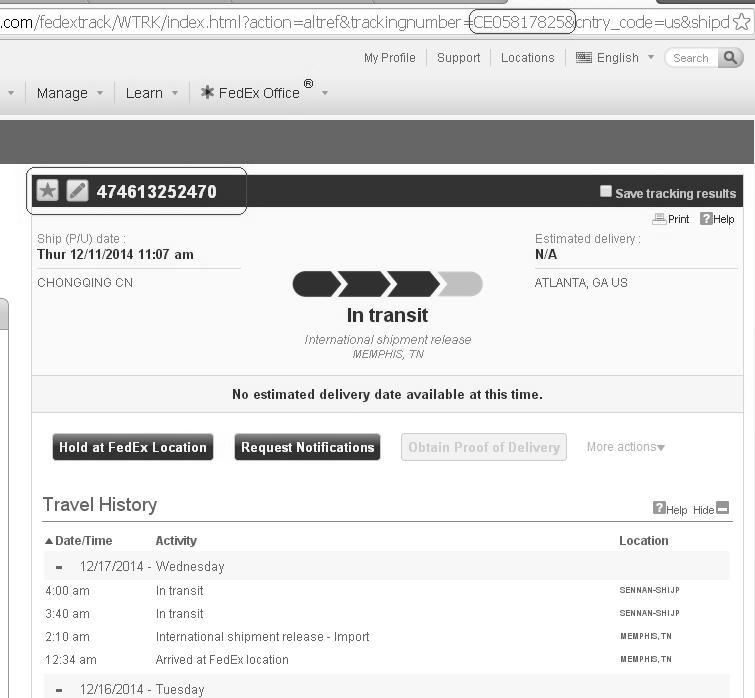 .com/fedextrack/WTRK/index.html?action=altref&trackingnumber=CE05817825&cntry_code=us&shipd
My Profile Support Locations English Search
Manage Learn FedEx Office ®
474613252470 Save tracking results
Print ?Help
Ship (P/U) date : Estimated delivery :
Thur 12/11/2014 11:07 am N/A
CHONGQING CN ATLANTA, GA US
In transit
International shipment release
MEMPHIS, TN
No estimated delivery date available at this time.
Hold at FedEx Location Request Notifications Obtain Proof of Delivery More actions
Travel History ?Help Hide
Date/Time Activity Location
- 12/17/2014 - Wednesday
4:00 am In transit SENNAN-SHI JP
3:40 am In transit SENNAN-SHI JP
2:10 am International shipment release - Import MEMPHIS, TN
12:34 am Arrived at FedEx location MEMPHIS, TN
- 12/16/2014 - Tuesday